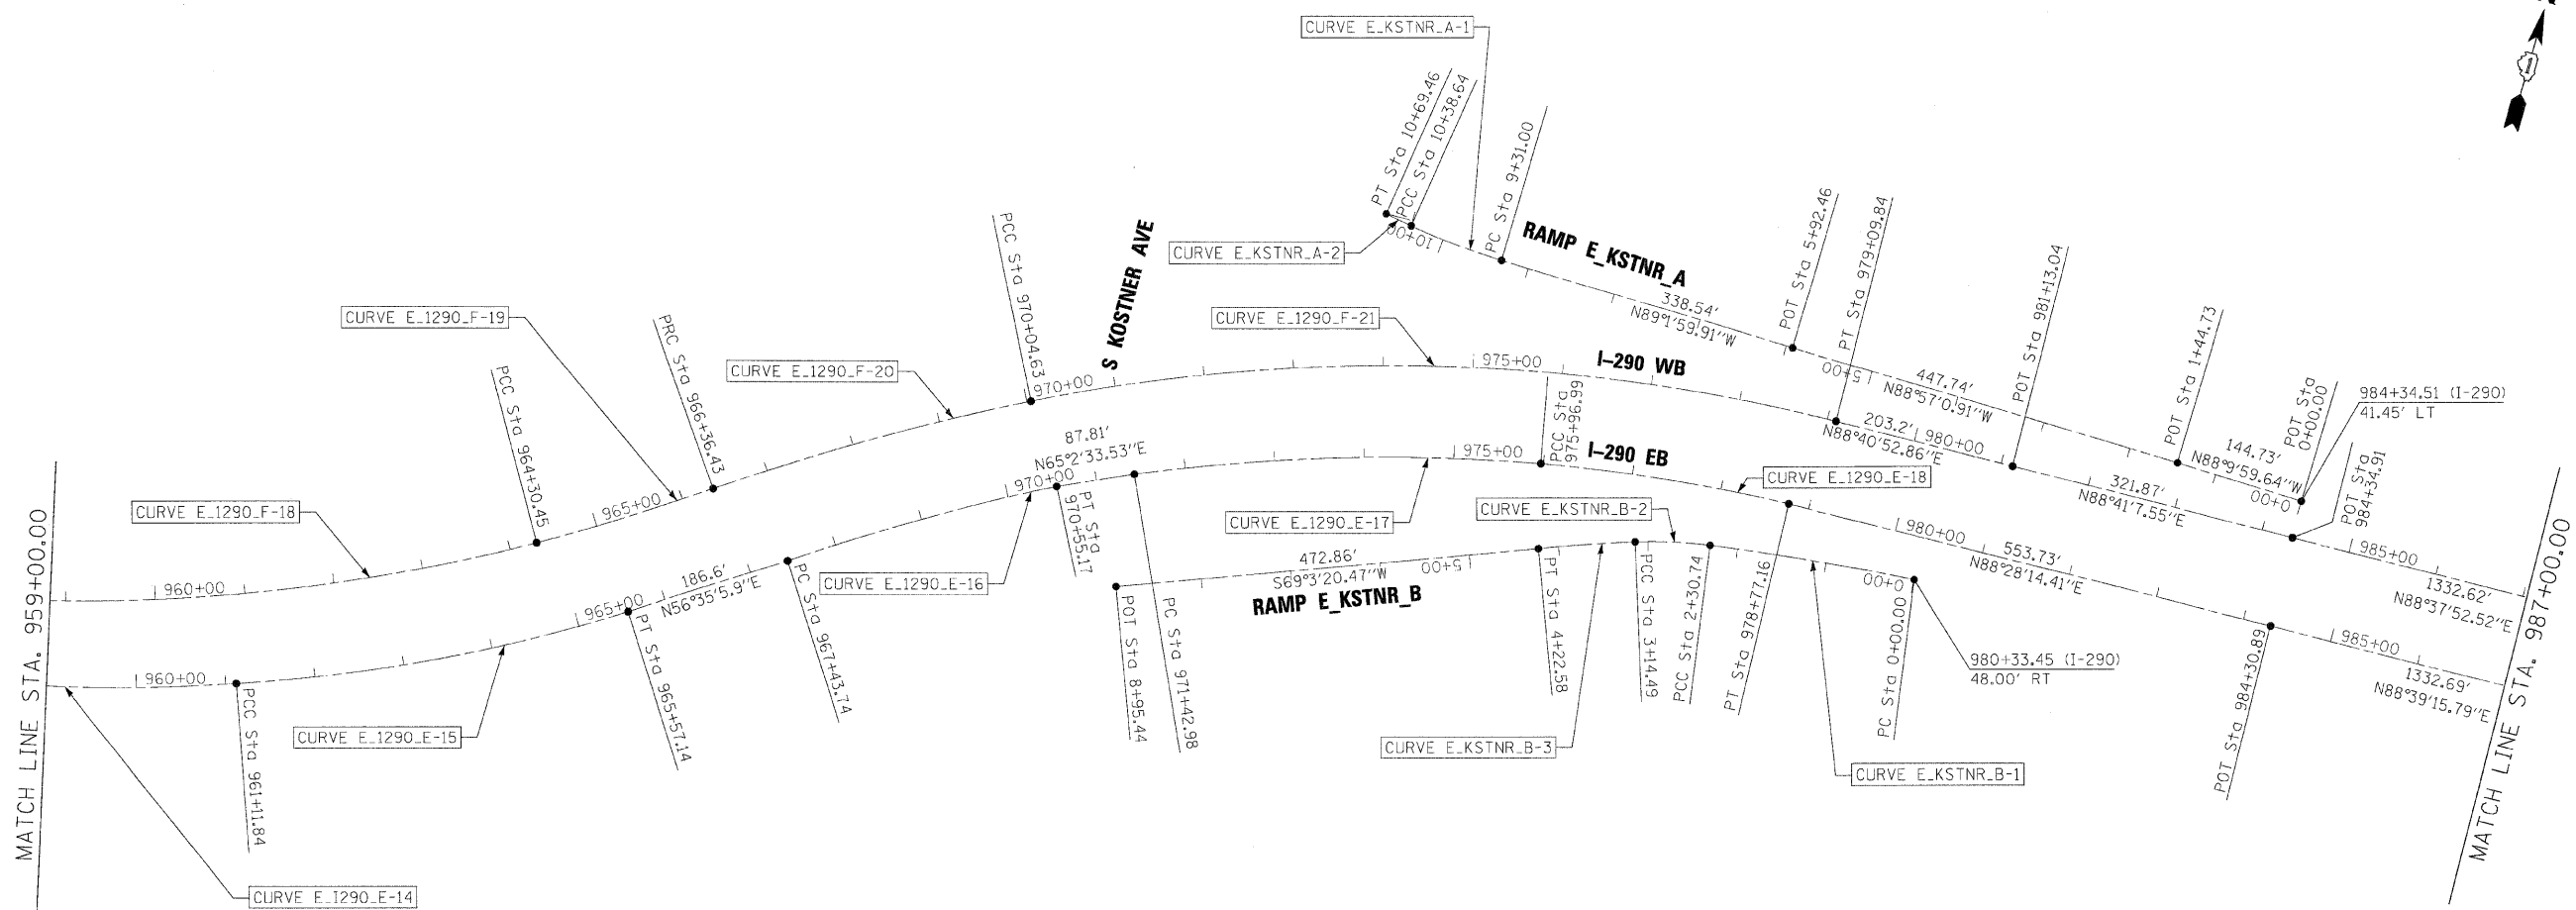 CURVE E_KSTNR_A-1
PT Sta 10+69.46
PCC Sta 10+38.64
PC Sta 9+31.00
CURVE E_KSTNR_A-2
10+00
RAMP E_KSTNR_A
338.54'
N89°1'59.91"W
POT Sta 5+92.46
PT Sta 979+09.84
POT Sta 981+13.04
5+00
447.74'
N88°57'0.91"W
POT Sta 1+44.73
POT Sta
0+00.00
144.73'
N88°9'59.64"W
0+00
984+34.51 (I-290)
41.45' LT
POT Sta
984+34.91
S KOSTNER AVE
PCC Sta 970+04.63
CURVE E_1290_F-19
PRC Sta 966+36.43
CURVE E_1290_F-20
CURVE E_1290_F-21
970+00
975+00
I-290 WB
203.2'
N88°40'52.86"E
980+00
321.87'
N88°41'7.55"E
985+00
1332.62'
N88°37'52.52"E
PCC Sta 964+30.45
965+00
CURVE E_1290_F-18
960+00
MATCH LINE STA. 959+00.00
87.81'
N65°2'33.53"E
970+00
PT Sta
970+55.17
975+00
PCC Sta
975+96.99
I-290 EB
CURVE E_1290_E-18
CURVE E_1290_E-17
CURVE E_KSTNR_B-2
CURVE E_1290_E-16
186.6'
N56°35'5.9"E
965+00
PT Sta 965+57.14
PC Sta 967+43.74
472.86'
S69°3'20.47"W
5+00
RAMP E_KSTNR_B
POT Sta 8+95.44
PC Sta 971+42.98
PT Sta 4+22.58
PCC Sta 3+14.49
PCC Sta 2+30.74
PT Sta 978+77.16
PC Sta 0+00.00
0+00
980+00
553.73'
N88°28'14.41"E
980+33.45 (I-290)
48.00' RT
POT Sta 984+30.89
985+00
1332.69'
N88°39'15.79"E
MATCH LINE STA. 987+00.00
960+00
PCC Sta 961+11.84
CURVE E_1290_E-15
CURVE E_KSTNR_B-3
CURVE E_KSTNR_B-1
CURVE E_I290_E-14